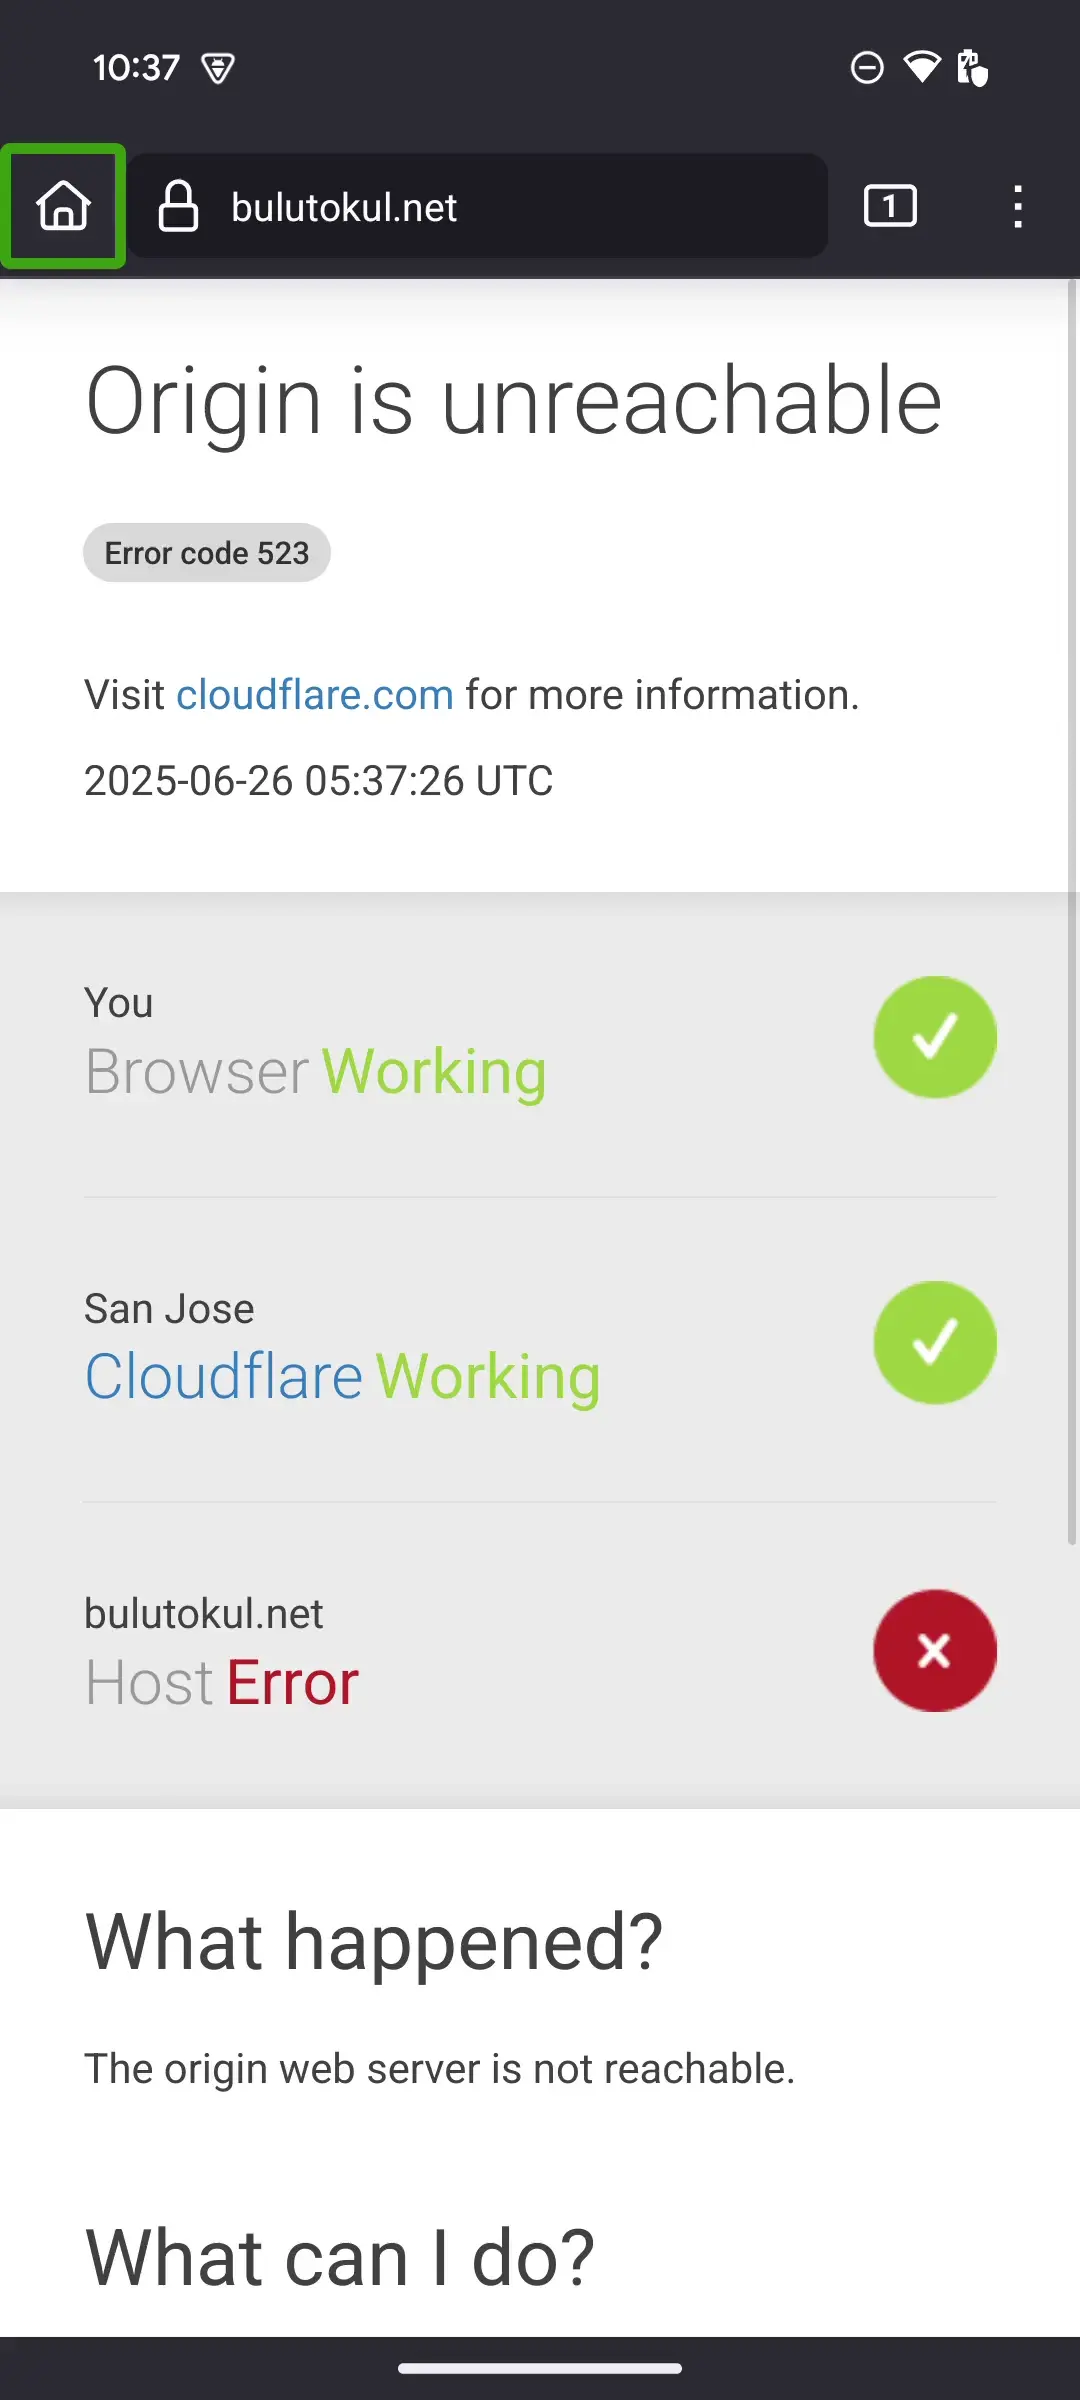 10:37
bulutokul.net
1
Origin is unreachable
Error code 523
Visit cloudflare.com for more information.
2025-06-26 05:37:26 UTC
You
Browser Working
San Jose
Cloudflare Working
bulutokul.net
Host Error
What happened?
The origin web server is not reachable.
What can I do?